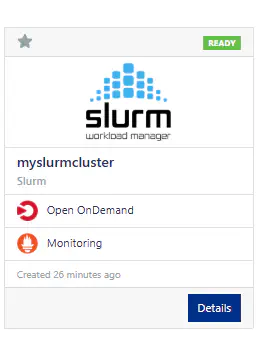 READY
slurm
workload manager
myslurmcluster
Slurm
Open OnDemand
Monitoring
Created 26 minutes ago
Details